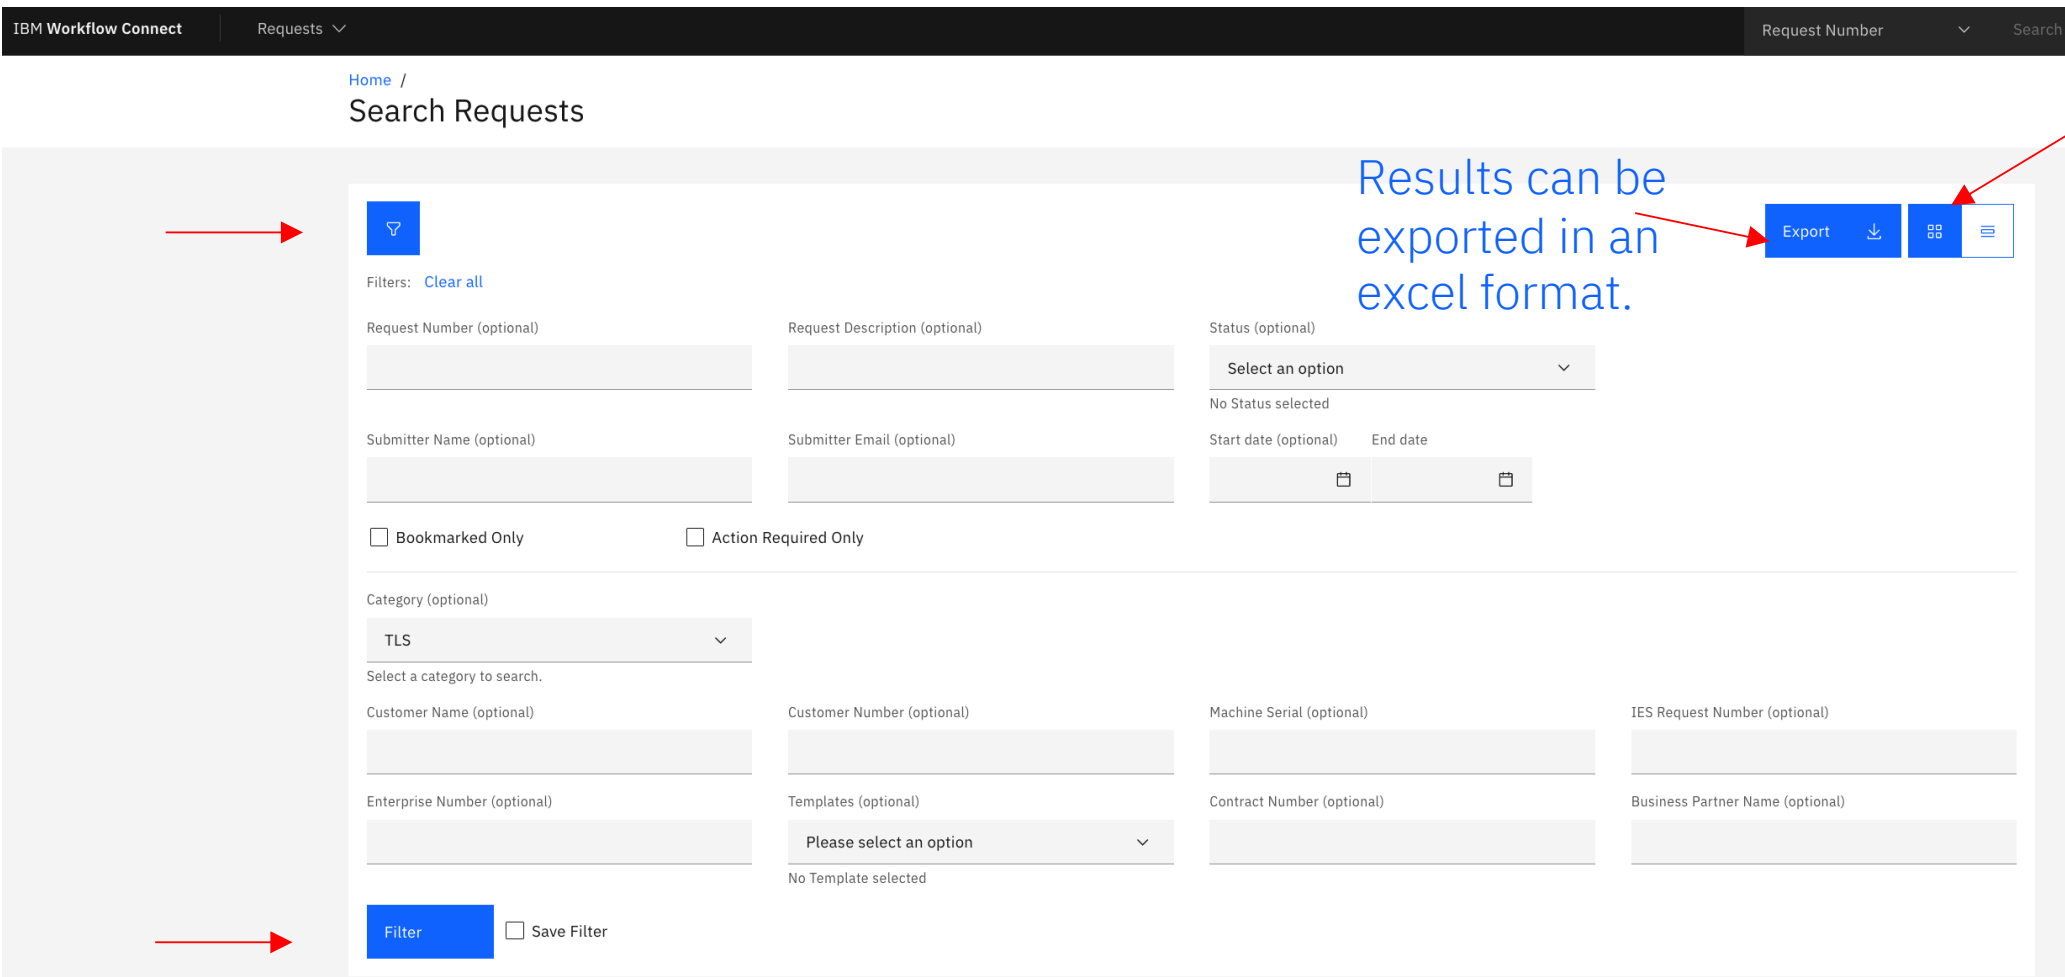 IBM Workflow Connect Requests Request Number Search
Home /
Search Requests
Results can be
exported in an
excel format.
Export
Filters: Clear all
Request Number (optional) Request Description (optional) Status (optional)
Select an option
No Status selected
Submitter Name (optional) Submitter Email (optional) Start date (optional) End date
Bookmarked Only Action Required Only
Category (optional)
TLS
Select a category to search.
Customer Name (optional) Customer Number (optional) Machine Serial (optional) IES Request Number (optional)
Enterprise Number (optional) Templates (optional) Contract Number (optional) Business Partner Name (optional)
Please select an option
No Template selected
Filter Save Filter